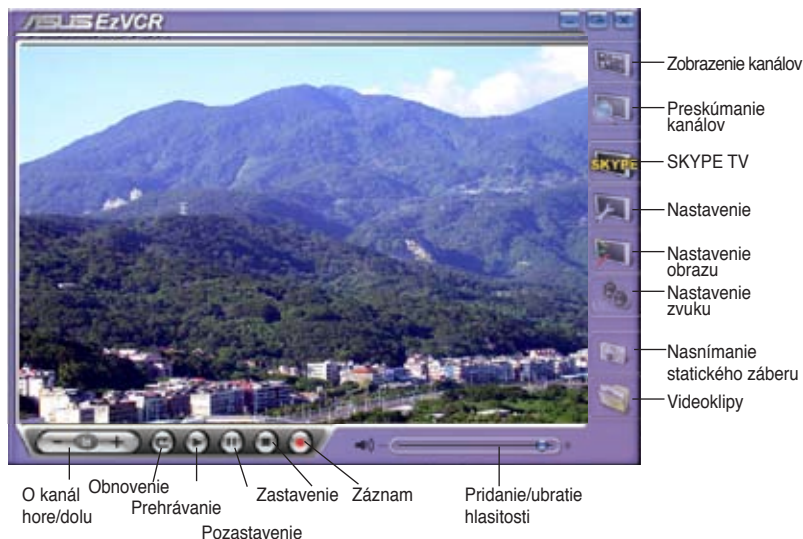 ASUS EzVCR
Zobrazenie kanálov
Preskúmanie
kanálov
SKYPE
SKYPE TV
Nastavenie
Nastavenie
obrazu
Nastavenie
zvuku
Nasnímanie
statického záberu
Videoklipy
O kanál
hore/dolu
Obnovenie
Prehrávanie
Pozastavenie
Zastavenie
Záznam
Pridanie/ubratie
hlasitosti